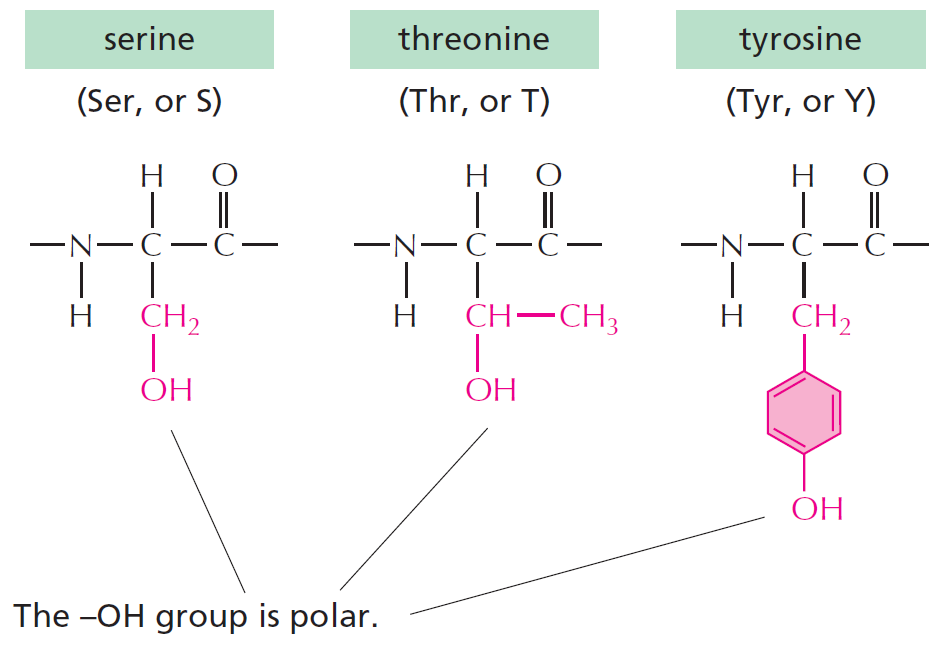 serine
threonine
tyrosine
(Ser, or S)
(Thr, or T)
(Tyr, or Y)
H O
H O
H O
N C C
N C C
N C C
H CH₂
H CH CH₃
H CH₂
OH
OH
OH
The –OH group is polar.